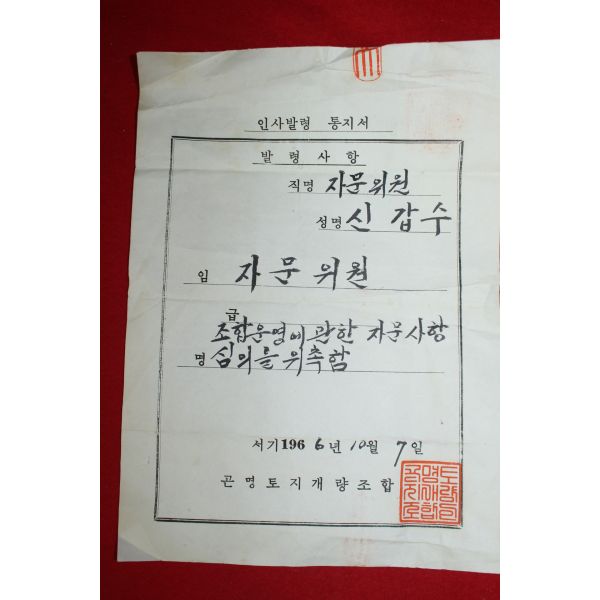 인사발령 통지서
발령사항
직명 자문위원
성명 신갑수
임 자문위원
급
조합운영에 관한 자문사항
명 심의를 위촉함
서기 1966년 10월 7일
곤명토지개량조합